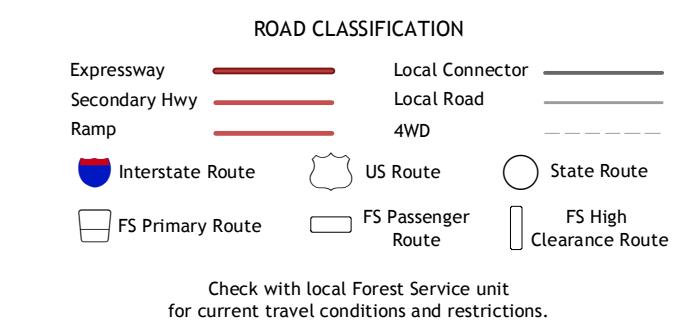 ROAD CLASSIFICATION
Expressway
Local Connector
Secondary Hwy
Local Road
Ramp
4WD
Interstate Route
US Route
State Route
FS Primary Route
FS Passenger
Route
FS High
Clearance Route
Check with local Forest Service unit
for current travel conditions and restrictions.